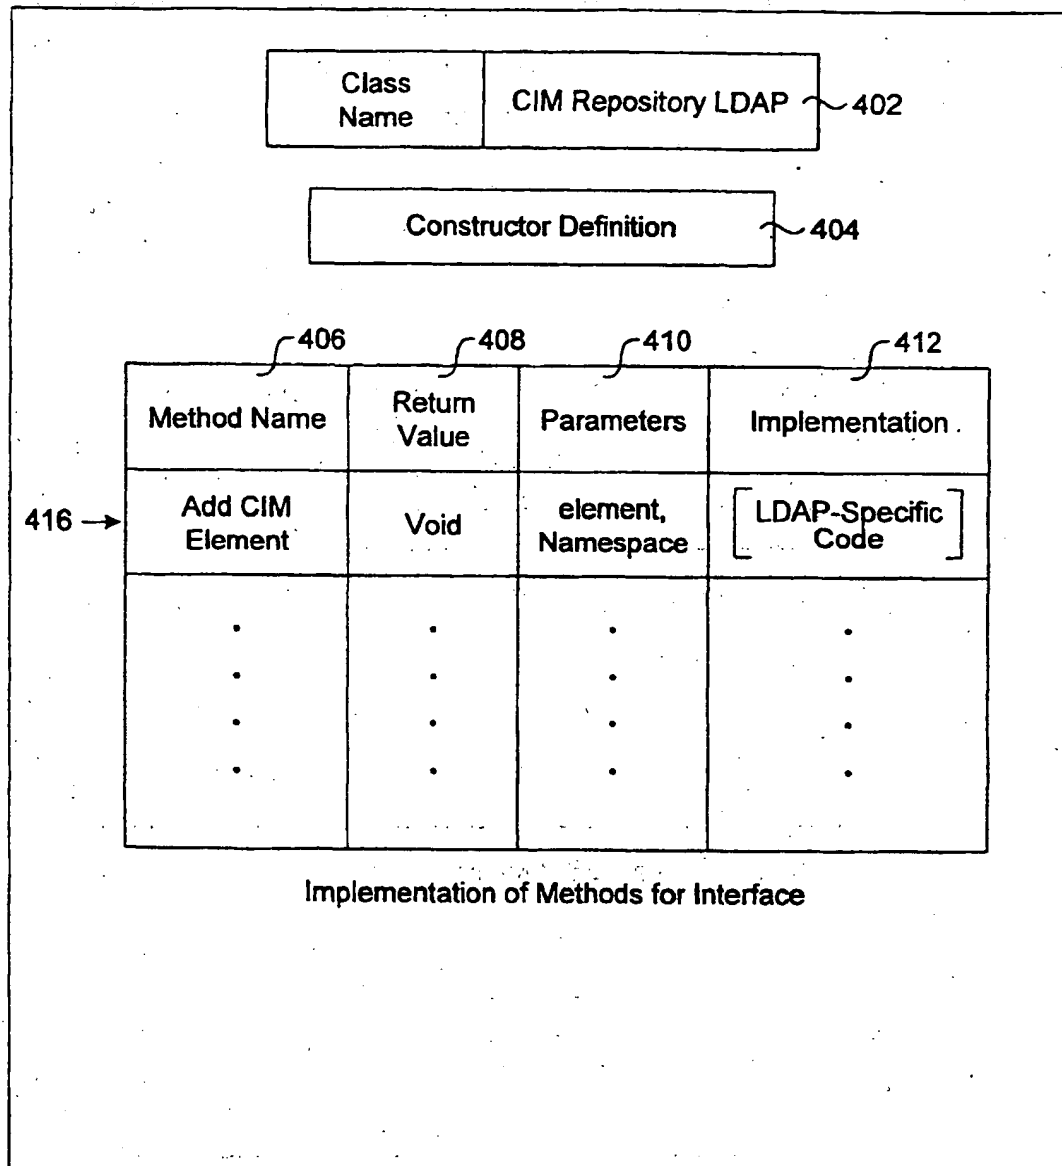 Class
Name
CIM Repository LDAP
402
Constructor Definition
404
406
408
410
412
Method Name
Return
Value
Parameters
Implementation
416
Add CIM
Element
Void
element,
Namespace
[LDAP-Specific
Code]
Implementation of Methods for Interface